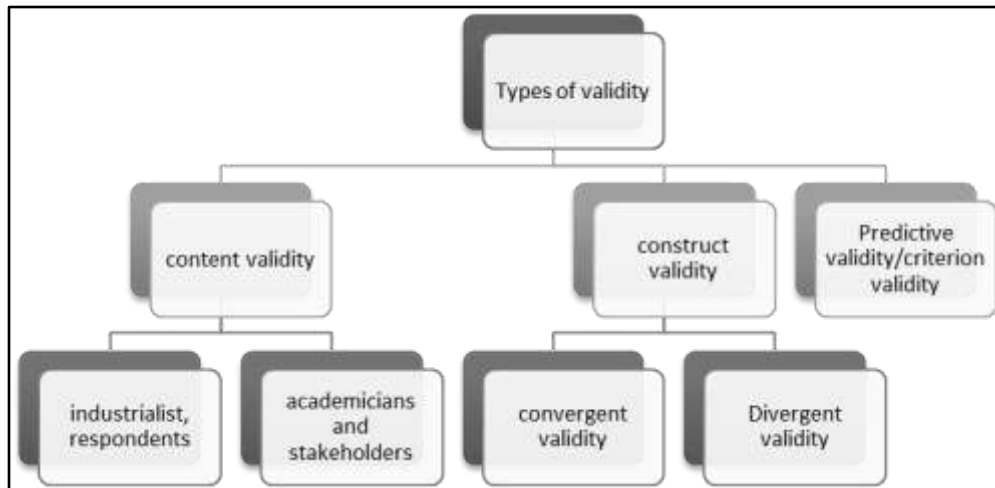 Types of validity
content validity
construct
validity
Predictive
validity/criterion
validity
industrialist,
respondents
academicians
and
stakeholders
convergent
validity
Divergent
validity